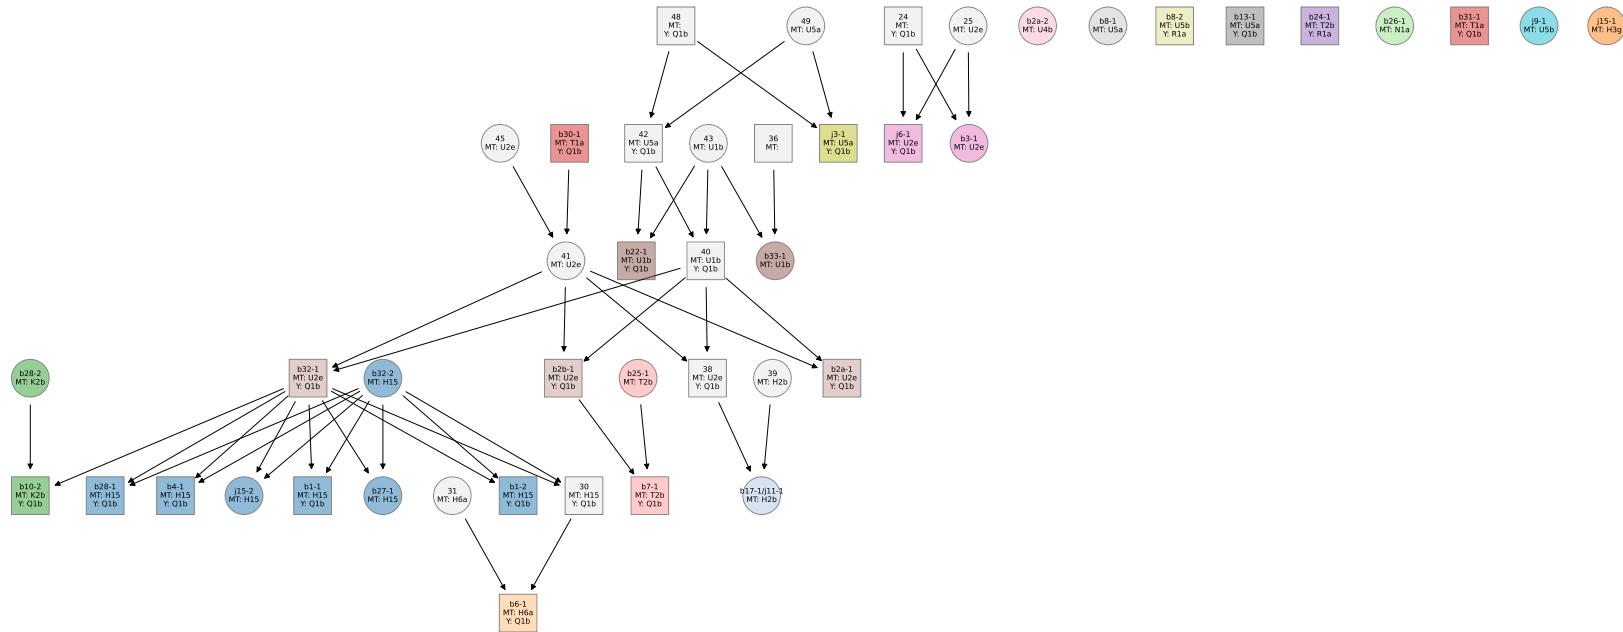 48
MT:
Y: Q1b
49
MT: U5a
24
MT:
Y: Q1b
25
MT: U2e
b2a-2
MT: U4b
b8-1
MT: U5a
b8-2
MT: U5b
Y: R1a
b13-1
MT: U5a
Y: Q1b
b24-1
MT: T2b
Y: R1a
b26-1
MT: N1a
b31-1
MT: T1a
Y: Q1b
j9-1
MT: U5b
j15-1
MT: H3g
45
MT: U2e
b30-1
MT: T1a
Y: Q1b
42
MT: U5a
Y: Q1b
43
MT: U1b
36
MT:
j3-1
MT: U5a
Y: Q1b
j6-1
MT: U2e
Y: Q1b
b3-1
MT: U2e
41
MT: U2e
b22-1
MT: U1b
Y: Q1b
40
MT: U1b
Y: Q1b
b33-1
MT: U1b
b28-2
MT: K2b
b32-1
MT: U2e
Y: Q1b
b32-2
MT: H15
b2b-1
MT: U2e
Y: Q1b
b25-1
MT: T2b
38
MT: U2e
Y: Q1b
39
MT: H2b
b2a-1
MT: U2e
Y: Q1b
b10-2
MT: K2b
Y: Q1b
b28-1
MT: H15
Y: Q1b
b4-1
MT: H15
Y: Q1b
j15-2
MT: H15
b1-1
MT: H15
Y: Q1b
b27-1
MT: H15
31
MT: H6a
b1-2
MT: H15
Y: Q1b
30
MT: H15
Y: Q1b
b7-1
MT: T2b
Y: Q1b
b17-1/j11-1
MT: H2b
b6-1
MT: H6a
Y: Q1b